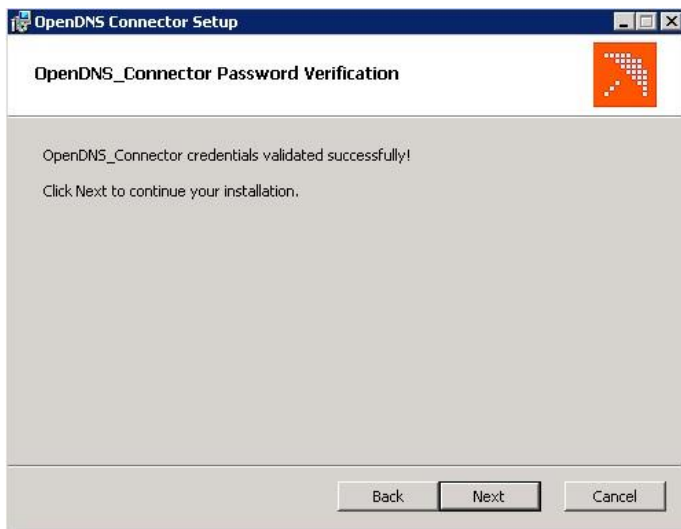 OpenDNS Connector Setup
OpenDNS_Connector Password Verification
OpenDNS_Connector credentials validated successfully!
Click Next to continue your installation.
Back Next Cancel